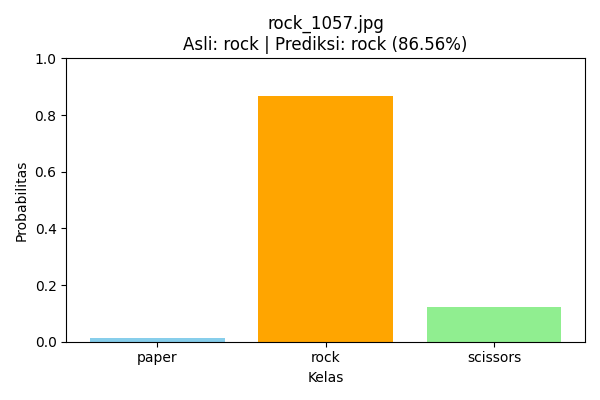 rock_1057.jpg
Asli: rock | Prediksi: rock (86.56%)
1.0
0.8
0.6
0.4
0.2
0.0
Probabilitas
paper rock scissors
Kelas